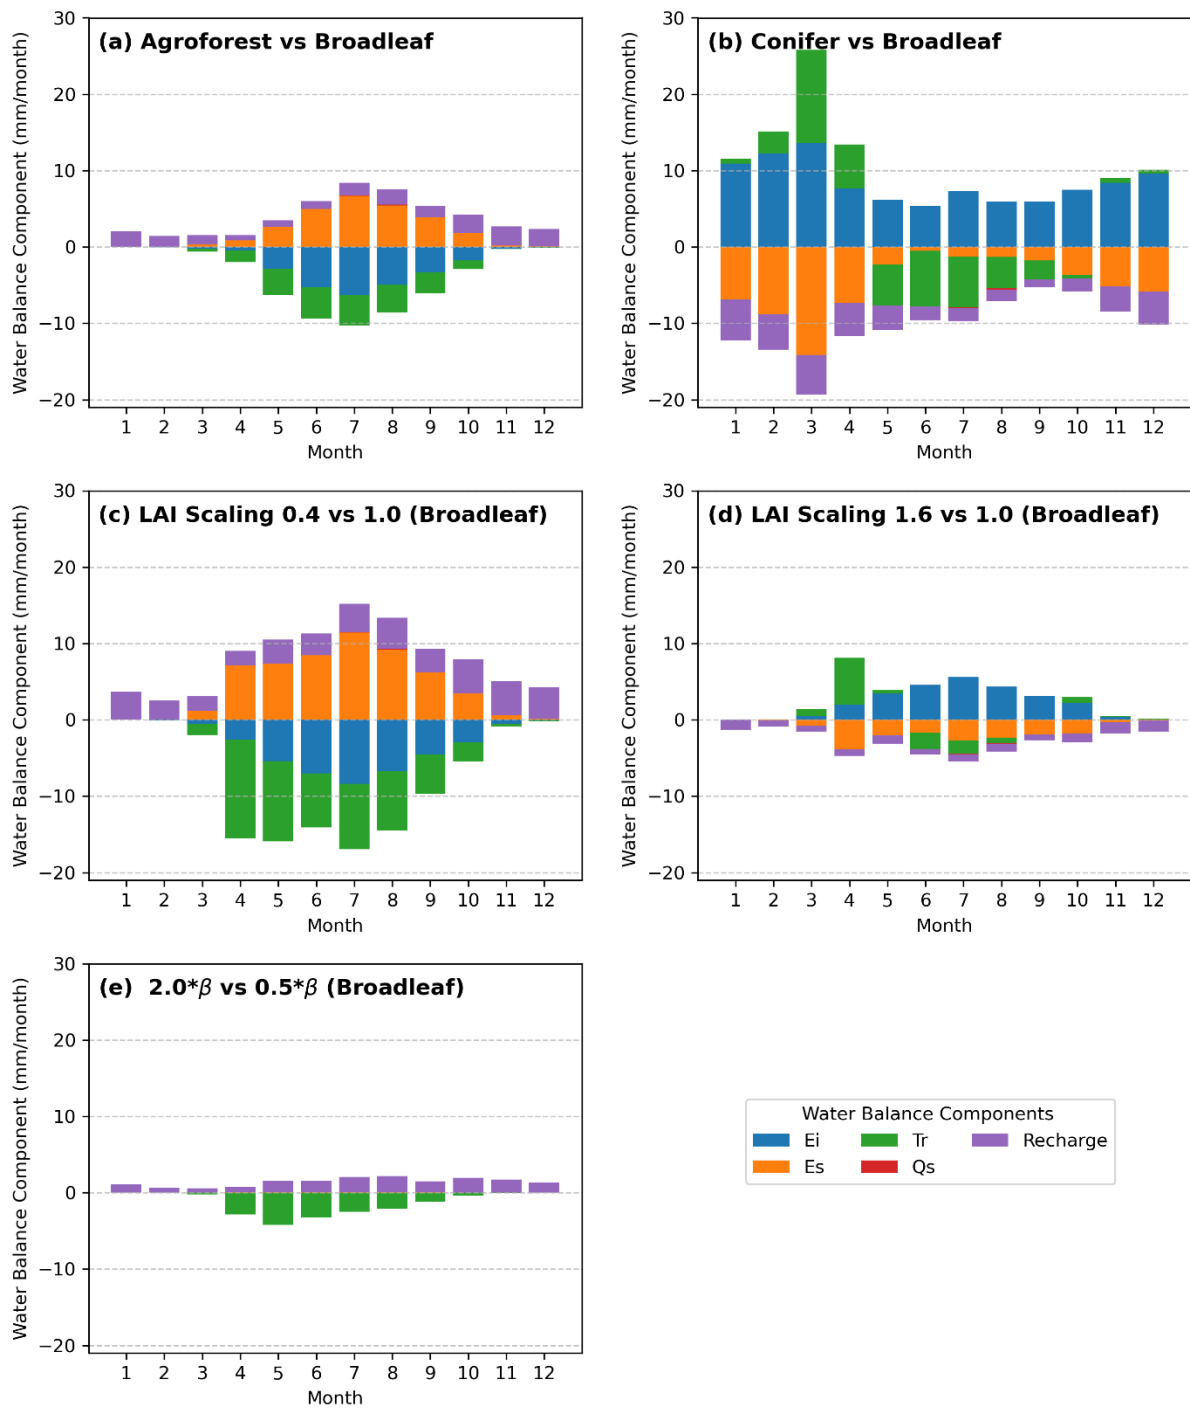 (a) Agroforest vs Broadleaf
Water Balance Component (mm/month)
30
20
10
0
−10
−20
1 2 3 4 5 6 7 8 9 10 11 12
Month
(b) Conifer vs Broadleaf
Water Balance Component (mm/month)
30
20
10
0
−10
−20
1 2 3 4 5 6 7 8 9 10 11 12
Month
(c) LAI Scaling 0.4 vs 1.0 (Broadleaf)
Water Balance Component (mm/month)
30
20
10
0
−10
−20
1 2 3 4 5 6 7 8 9 10 11 12
Month
(d) LAI Scaling 1.6 vs 1.0 (Broadleaf)
Water Balance Component (mm/month)
30
20
10
0
−10
−20
1 2 3 4 5 6 7 8 9 10 11 12
Month
(e) 2.0*β vs 0.5*β (Broadleaf)
Water Balance Component (mm/month)
30
20
10
0
−10
−20
1 2 3 4 5 6 7 8 9 10 11 12
Month
Water Balance Components
Ei Tr Recharge
Es Qs